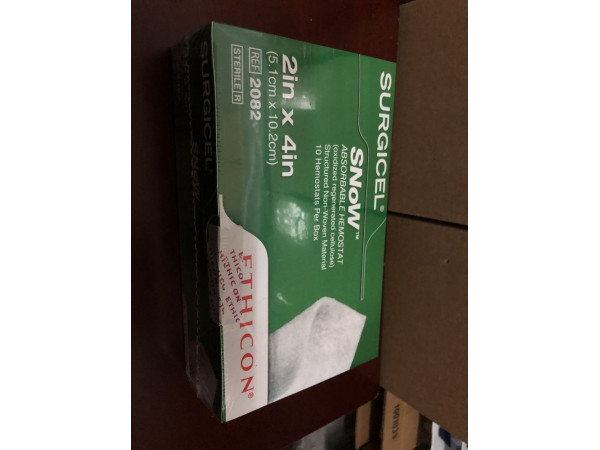 SURGICEL®
SNoW™
ABSORBABLE HEMOSTAT
(oxidized regenerated cellulose)
Structured Non-Woven Material
10 Hemostats Per Box
2in x 4in
(5.1cm x 10.2cm)
REF 2082
STERILE R
ETHICON®
SURGICEL